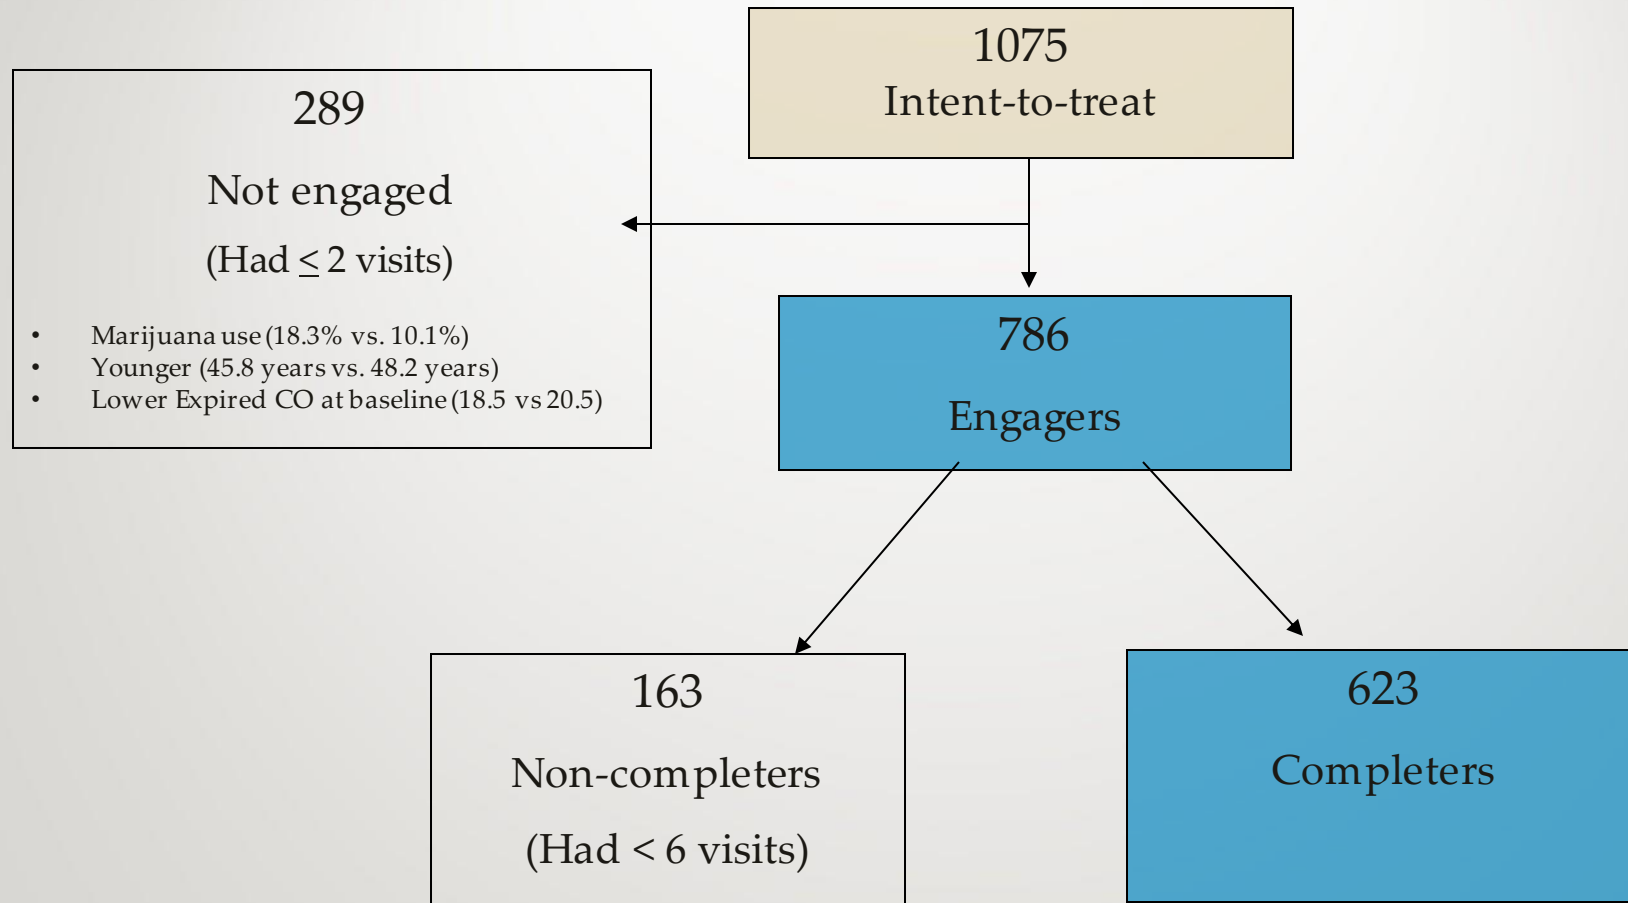 1075
Intent-to-treat
289
Not engaged
(Had ≤ 2 visits)
• Marijuana use (18.3% vs. 10.1%)
• Younger (45.8 years vs. 48.2 years)
• Lower Expired CO at baseline (18.5 vs 20.5)
786
Engagers
163
Non-completers
(Had < 6 visits)
623
Completers